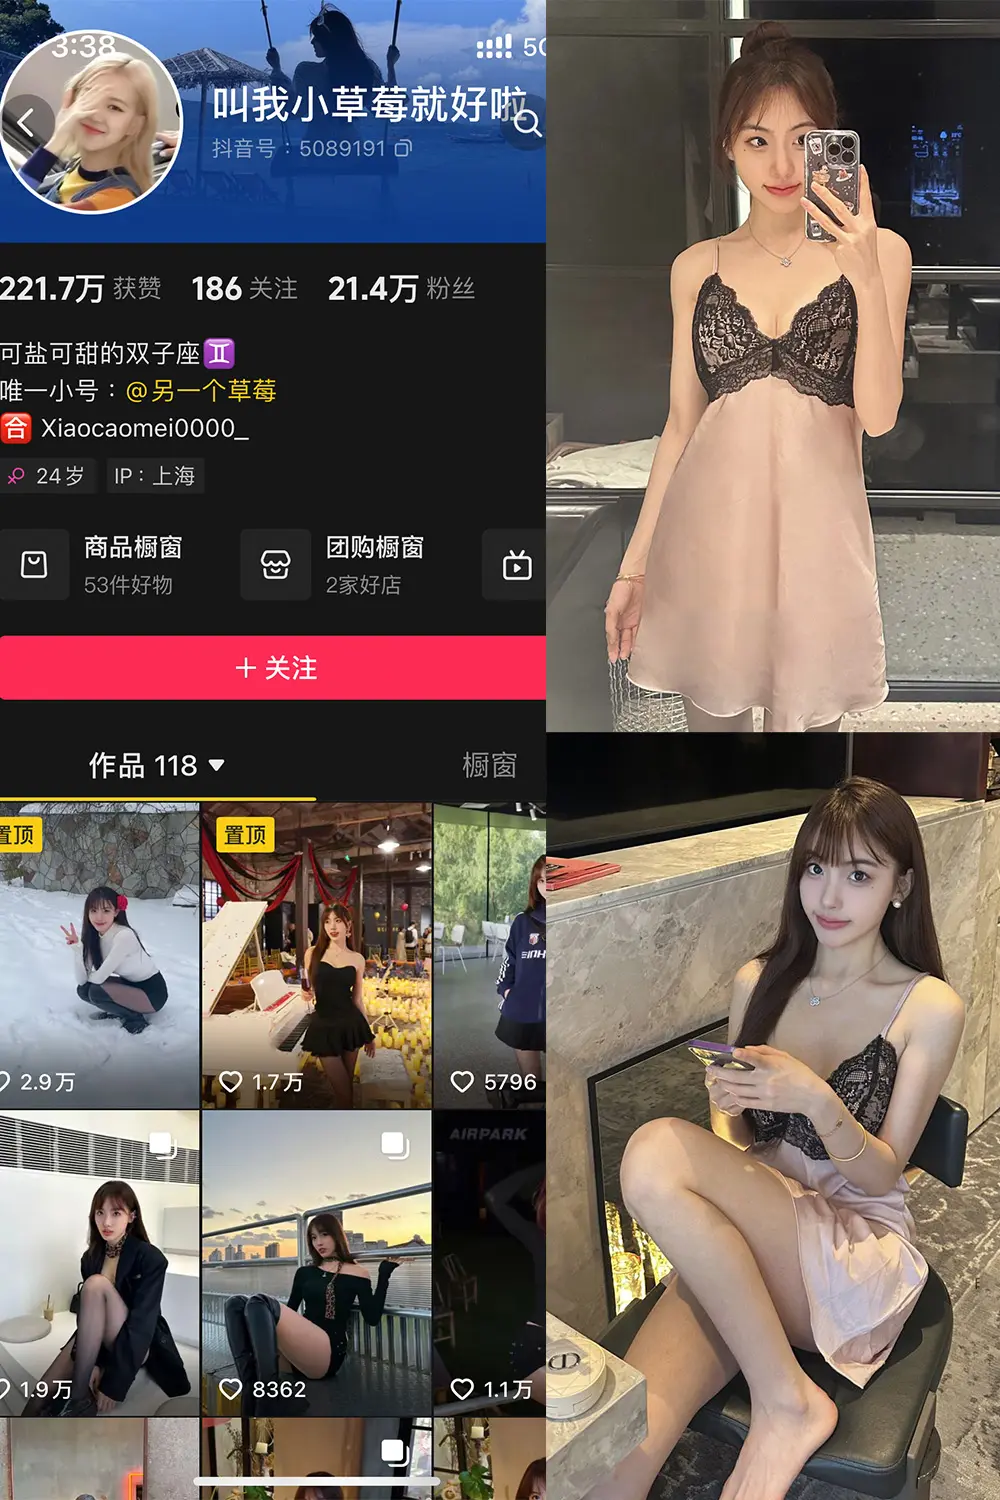 3:38
5G
叫我小草莓就好啦
抖音号：5089191
221.7万 获赞 186 关注 21.4万 粉丝
可盐可甜的双子座♊
唯一小号：@另一个草莓
合 Xiaocaomei0000_
24岁 IP：上海
商品橱窗
53件好物
团购橱窗
2家好店
+ 关注
作品 118
橱窗
置顶
2.9万
置顶
1.7万
5796
1.9万
8362
AIRPARK
1.1万